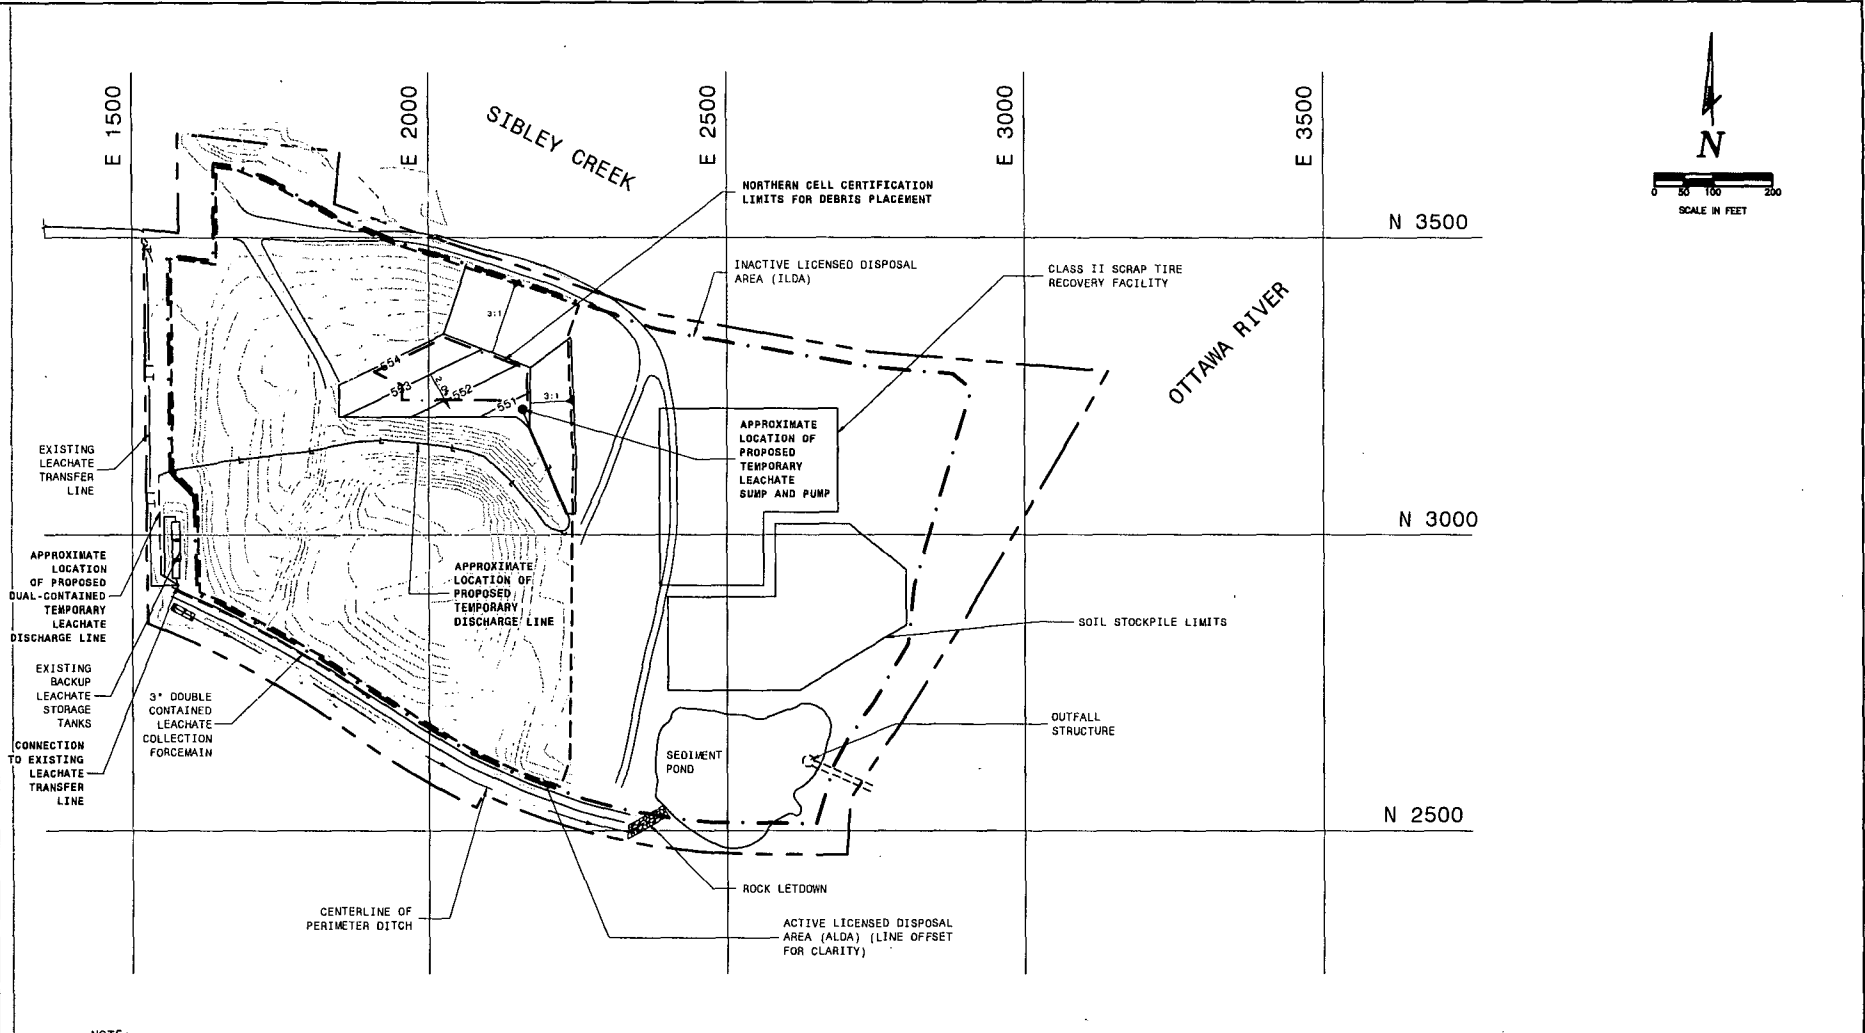 E 1500
E 2000
E 2500
E 3000
E 3500
SIBLEY CREEK
N
0 50 100 200
SCALE IN FEET
NORTHERN CELL CERTIFICATION
LIMITS FOR DEBRIS PLACEMENT
N 3500
INACTIVE LICENSED DISPOSAL
AREA (ILDA)
CLASS II SCRAP TIRE
RECOVERY FACILITY
OTTAWA RIVER
3:1
554
553
552
551
3:1
APPROXIMATE
LOCATION OF
PROPOSED
TEMPORARY
LEACHATE
SUMP AND PUMP
EXISTING
LEACHATE
TRANSFER
LINE
N 3000
APPROXIMATE
LOCATION
OF PROPOSED
DUAL-CONTAINED
TEMPORARY
LEACHATE
DISCHARGE LINE
APPROXIMATE
LOCATION OF
PROPOSED
TEMPORARY
DISCHARGE LINE
SOIL STOCKPILE LIMITS
EXISTING
BACKUP
LEACHATE
STORAGE
TANKS
3" DOUBLE
CONTAINED
LEACHATE
COLLECTION
FORCEMAIN
OUTFALL
STRUCTURE
SEDIMENT
POND
CONNECTION
TO EXISTING
LEACHATE
TRANSFER
LINE
N 2500
ROCK LETDOWN
CENTERLINE OF
PERIMETER DITCH
ACTIVE LICENSED DISPOSAL
AREA (ALDA) (LINE OFFSET
FOR CLARITY)
NOTE: